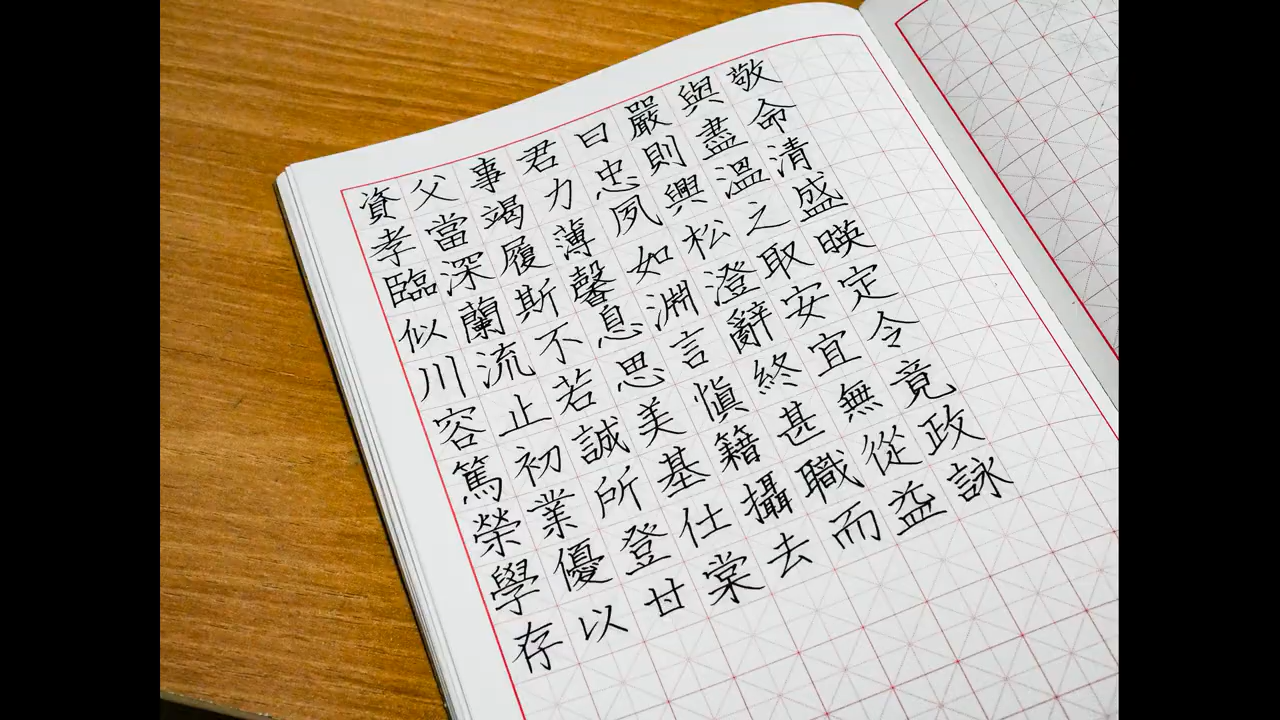 資父事君曰嚴與敬
孝當竭力忠則盡命
臨深履薄夙興溫清
似蘭斯馨如松之盛
川流不息淵澄取暎
容止若思言辭安定
篤初誠美慎終宜令
榮業所基籍甚無竟
學優登仕攝職從政
存以甘棠去而益詠